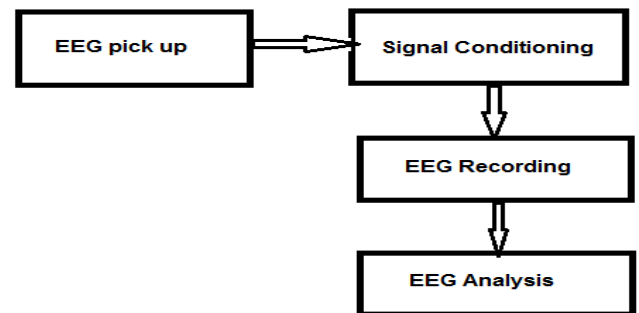 EEG pick up
Signal Conditioning
EEG Recording
EEG Analysis